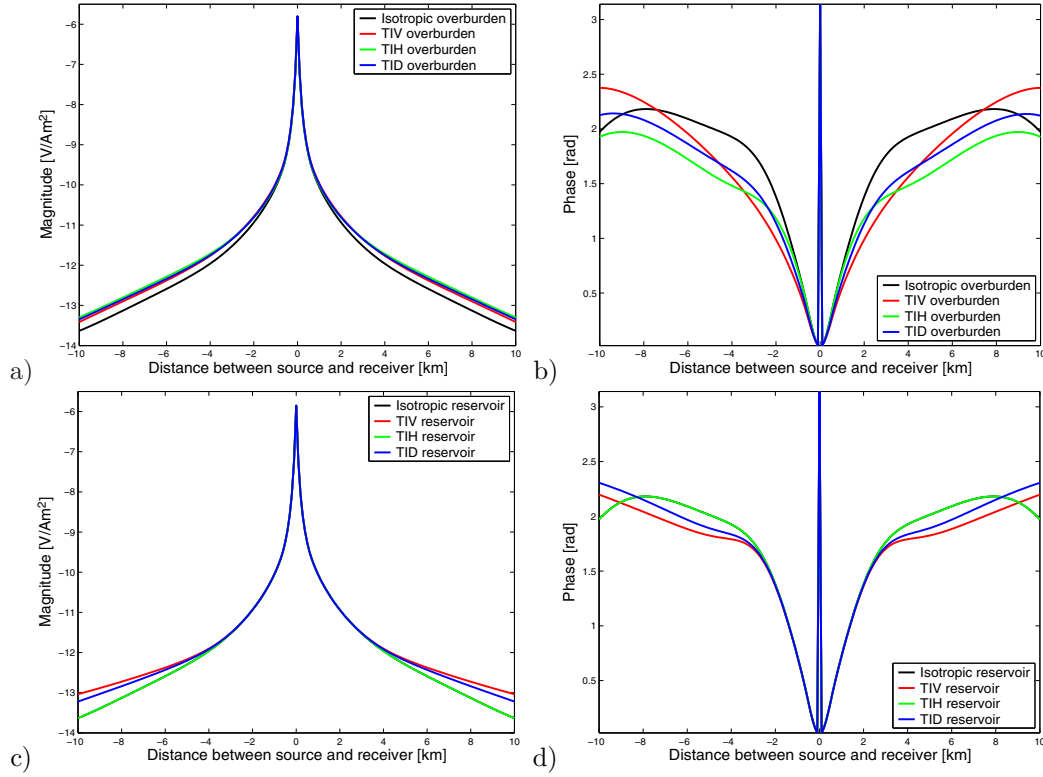 −6
−7
−8
−9
−10
−11
−12
−13
−14
Magnitude [V/Am²]
Isotropic overburden
TIV overburden
TIH overburden
TID overburden
−10 −8 −6 −4 −2 0 2 4 6 8 10
Distance between source and receiver [km]
a)
3
2.5
2
1.5
1
0.5
Phase [rad]
Isotropic overburden
TIV overburden
TIH overburden
TID overburden
−10 −8 −6 −4 −2 0 2 4 6 8 10
Distance between source and receiver [km]
b)
−6
−7
−8
−9
−10
−11
−12
−13
−14
Magnitude [V/Am²]
Isotropic reservoir
TIV reservoir
TIH reservoir
TID reservoir
−10 −8 −6 −4 −2 0 2 4 6 8 10
Distance between source and receiver [km]
c)
3
2.5
2
1.5
1
0.5
Phase [rad]
Isotropic reservoir
TIV reservoir
TIH reservoir
TID reservoir
−10 −8 −6 −4 −2 0 2 4 6 8 10
Distance between source and receiver [km]
d)